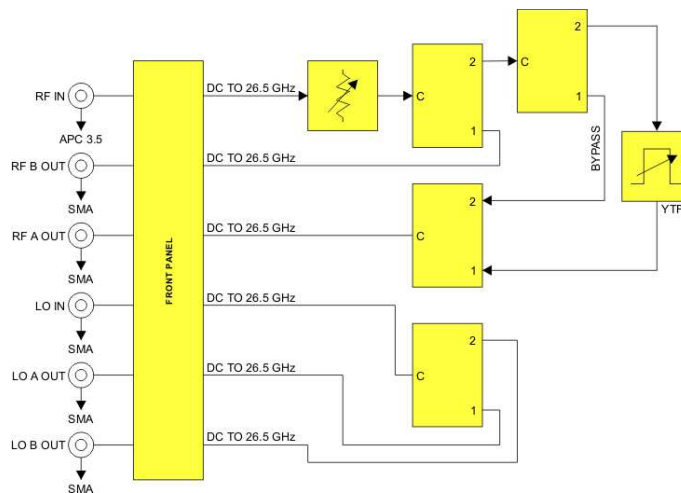 2
DC TO 26.5 GHz
2
C
RF IN
C
1
APC 3.5
1
DC TO 26.5 GHz
BYPASS
RF B OUT
SMA
2
YTF
DC TO 26.5 GHz
RF A OUT
C
FRONT PANEL
1
SMA
DC TO 26.5 GHz
LO IN
SMA
2
DC TO 26.5 GHz
LO A OUT
C
1
SMA
DC TO 26.5 GHz
LO B OUT
SMA